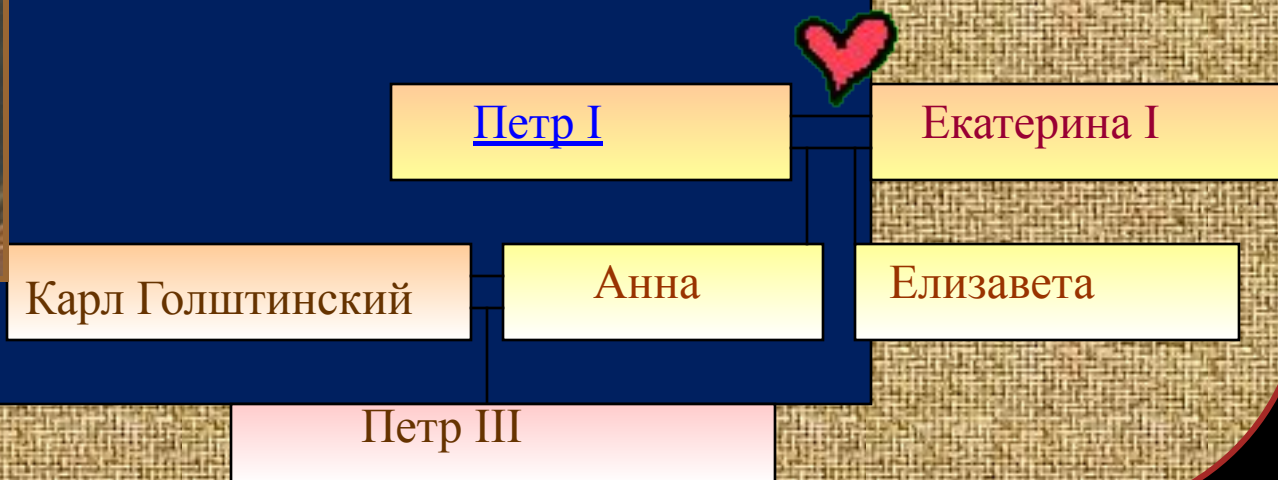 Петр I
Екатерина I
Карл Голштинский
Анна
Елизавета
Петр III